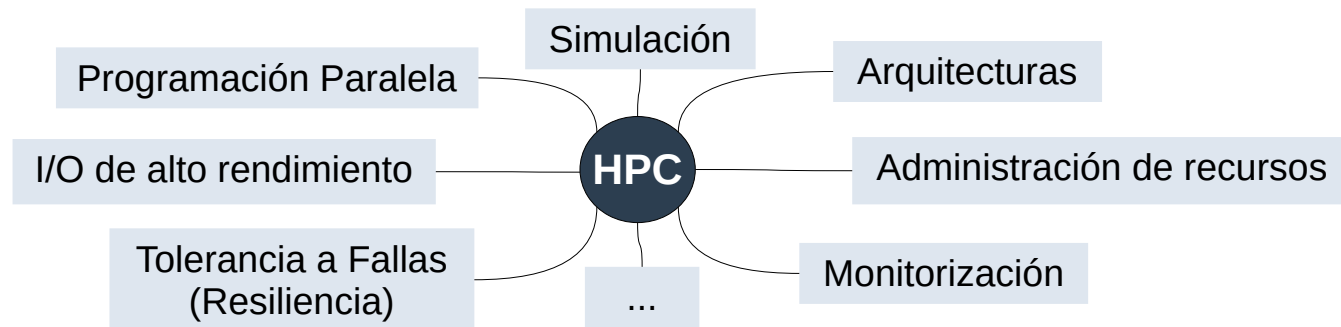 Simulación
Programación Paralela
Arquitecturas
I/O de alto rendimiento
HPC
Administración de recursos
Tolerancia a Fallas
(Resiliencia)
...
Monitorización